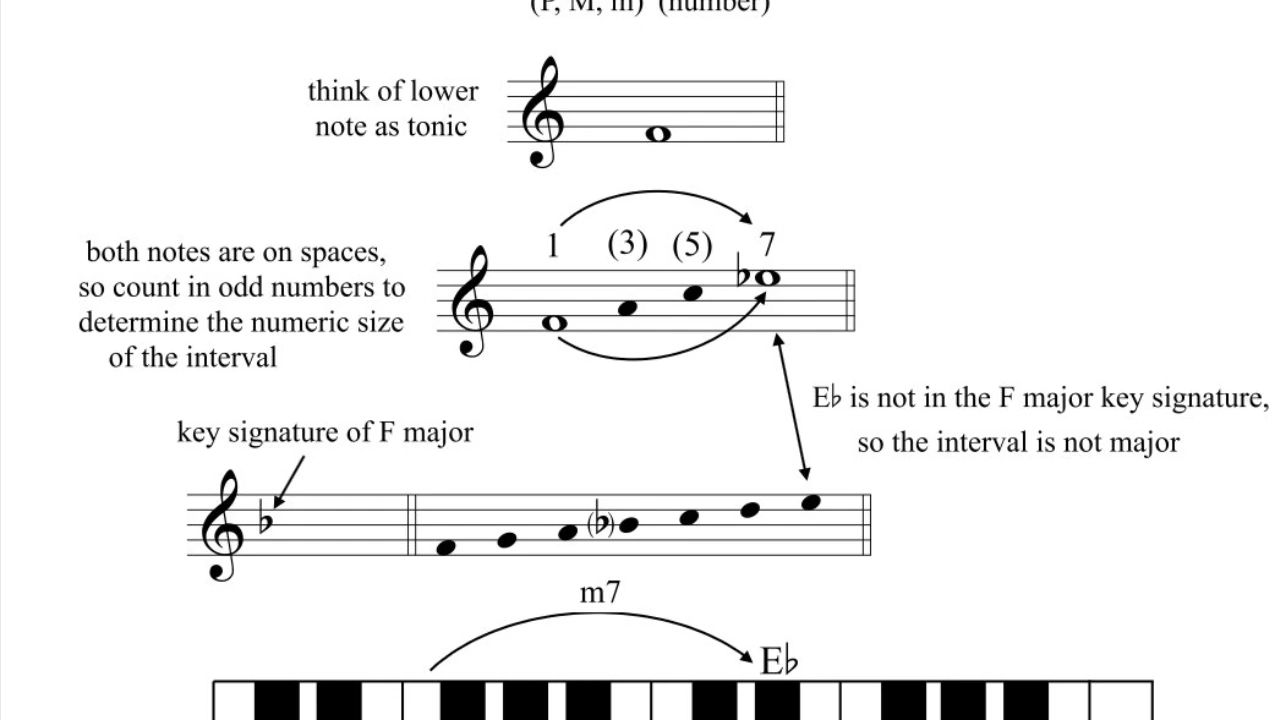 (P, M, m) (number)
think of lower
note as tonic
1 (3) (5) 7
both notes are on spaces,
so count in odd numbers to
determine the numeric size
of the interval
E♭ is not in the F major key signature,
so the interval is not major
key signature of F major
m7
E♭